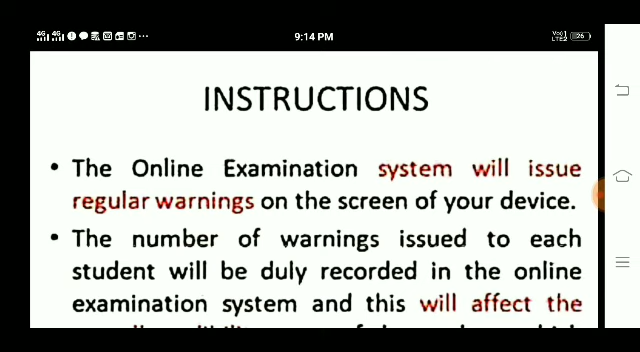 9:14 PM
INSTRUCTIONS
• The Online Examination system will issue
regular warnings on the screen of your device.
• The number of warnings issued to each
student will be duly recorded in the online
examination system and this will affect the